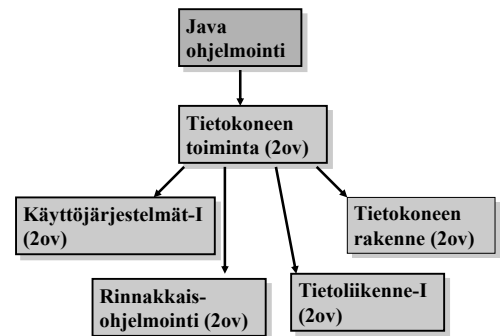 Java
ohjelmointi
Tietokoneen
toiminta (2ov)
Käyttöjärjestelmät-I
(2ov)
Tietokoneen
rakenne (2ov)
Rinnakkais-
ohjelmointi (2ov)
Tietoliikenne-I
(2ov)